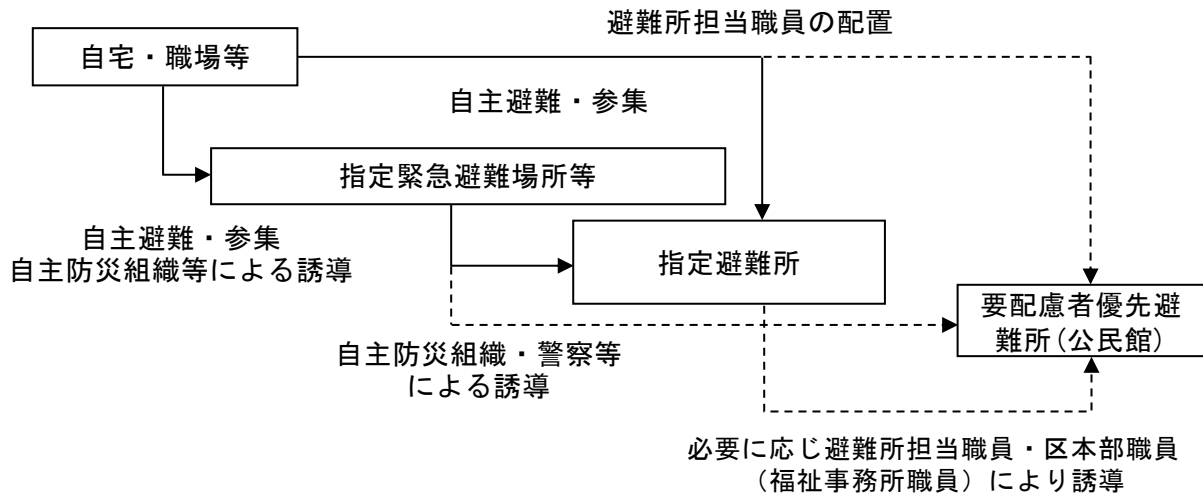 避難所担当職員の配置
自宅・職場等
自主避難・参集
指定緊急避難場所等
自主避難・参集
自主防災組織等による誘導
指定避難所
要配慮者優先避
難所(公民館)
自主防災組織・警察等
による誘導
必要に応じ避難所担当職員・区本部職員
（福祉事務所職員）により誘導